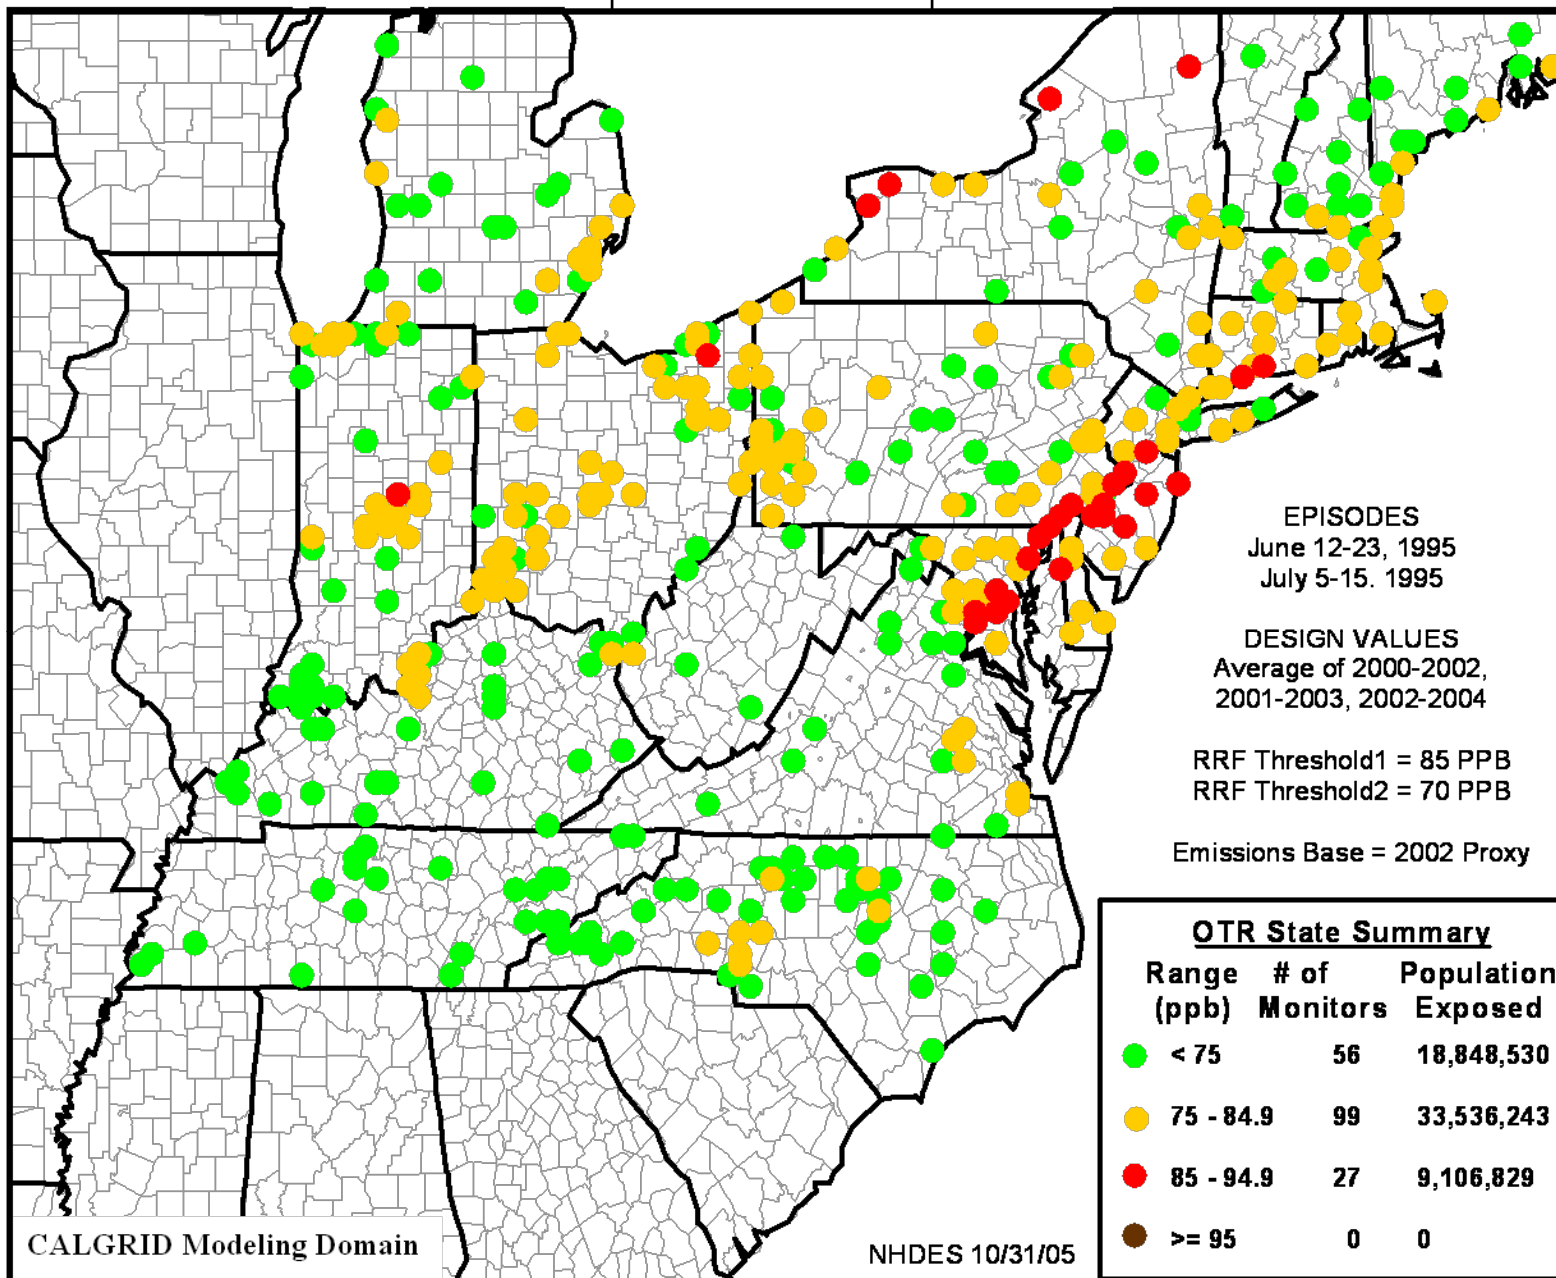 EPISODES
June 12-23, 1995
July 5-15. 1995
DESIGN VALUES
Average of 2000-2002,
2001-2003, 2002-2004
RRF Threshold1 = 85 PPB
RRF Threshold2 = 70 PPB
Emissions Base = 2002 Proxy
OTR State Summary
Range # of Population
(ppb) Monitors Exposed
< 75 56 18,848,530
75 - 84.9 99 33,536,243
85 - 94.9 27 9,106,829
>= 95 0 0
CALGRID Modeling Domain
NHDES 10/31/05